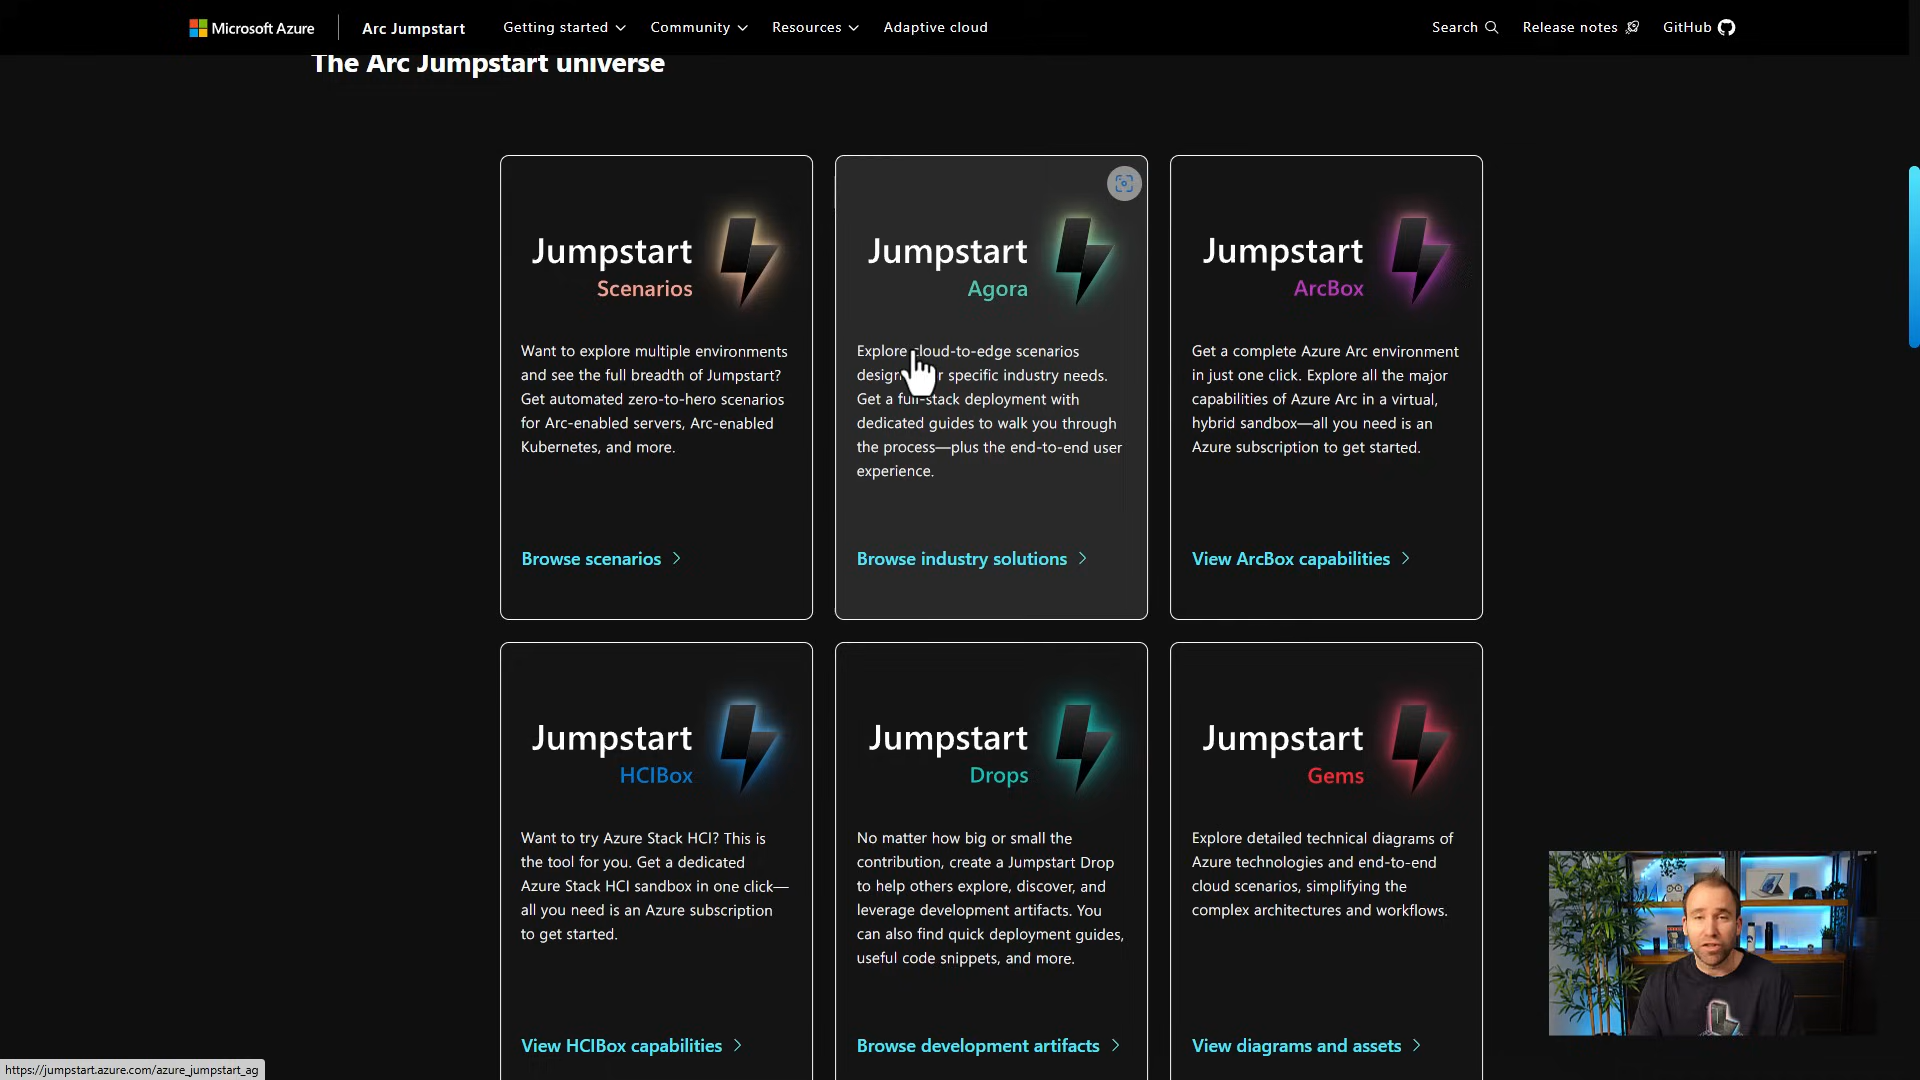 Microsoft Azure
Arc Jumpstart
Getting started
Community
Resources
Adaptive cloud
Search
Release notes
GitHub
The Arc Jumpstart universe
Jumpstart
Scenarios
Want to explore multiple environments
and see the full breadth of Jumpstart?
Get automated zero-to-hero scenarios
for Arc-enabled servers, Arc-enabled
Kubernetes, and more.
Browse scenarios
Jumpstart
Agora
Explore cloud-to-edge scenarios
specific industry needs.
Get a full-stack deployment with
dedicated guides to walk you through
the process—plus the end-to-end user
experience.
Browse industry solutions
Jumpstart
ArcBox
Get a complete Azure Arc environment
in just one click. Explore all the major
capabilities of Azure Arc in a virtual,
hybrid sandbox—all you need is an
Azure subscription to get started.
View ArcBox capabilities
Jumpstart
HCIBox
Want to try Azure Stack HCI? This is
the tool for you. Get a dedicated
Azure Stack HCI sandbox in one click—
all you need is an Azure subscription
to get started.
View HCIBox capabilities
Jumpstart
Drops
No matter how big or small the
contribution, create a Jumpstart Drop
to help others explore, discover, and
leverage development artifacts. You
can also find quick deployment guides,
useful code snippets, and more.
Browse development artifacts
Jumpstart
Gems
Explore detailed technical diagrams of
Azure technologies and end-to-end
cloud scenarios, simplifying the
complex architectures and workflows.
View diagrams and assets
https://jumpstart.azure.com/azure_jumpstart_ag